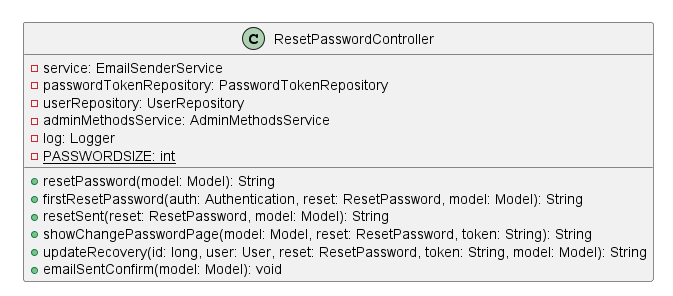 C ResetPasswordController
service: EmailSenderService
passwordTokenRepository: PasswordTokenRepository
userRepository: UserRepository
adminMethodsService: AdminMethodsService
log: Logger
PASSWORDSIZE: int
resetPassword(model: Model): String
firstResetPassword(auth: Authentication, reset: ResetPassword, model: Model): String
resetSent(reset: ResetPassword, model: Model): String
showChangePasswordPage(model: Model, reset: ResetPassword, token: String): String
updateRecovery(id: long, user: User, reset: ResetPassword, token: String, model: Model): String
emailSentConfirm(model: Model): void